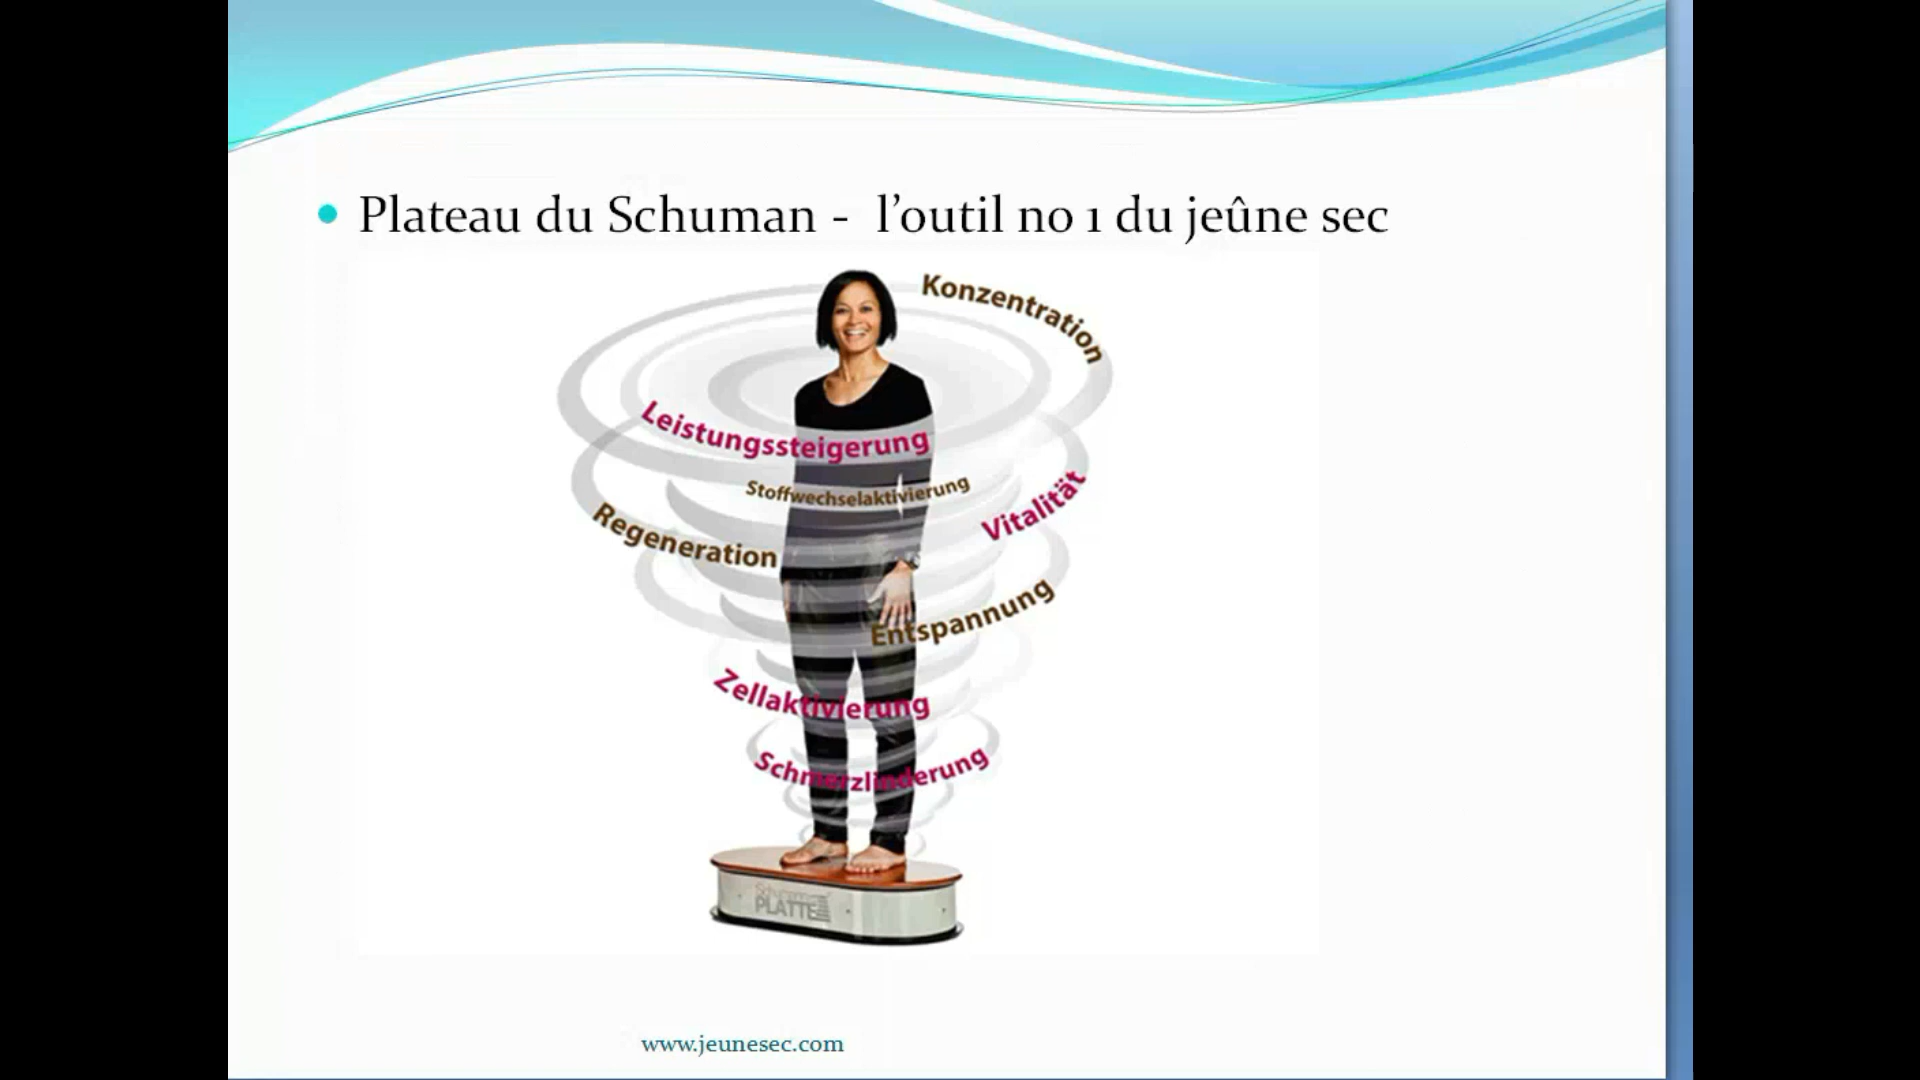 Plateau du Schuman - l’outil no 1 du jeûne sec
Konzentration
Leistungssteigerung
Stoffwechselaktivierung
Vitalität
Regeneration
Entspannung
Zellaktivierung
Schmerzlinderung
PLATTE
www.jeunesec.com